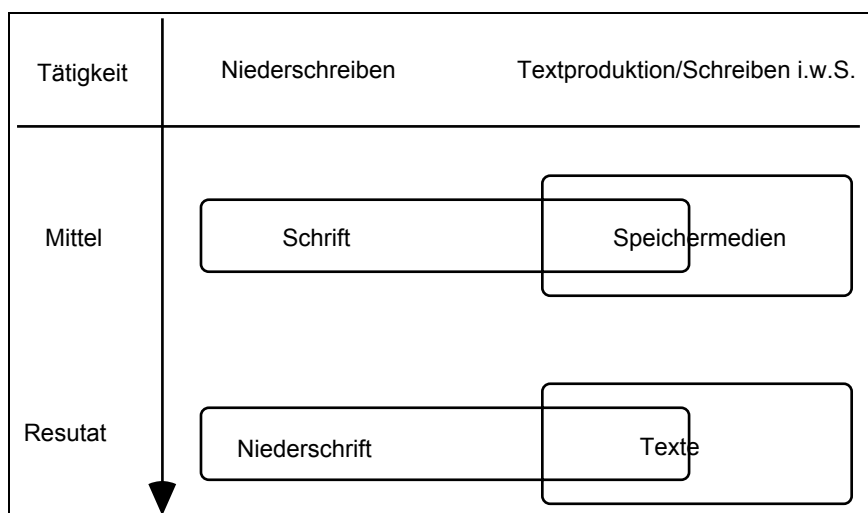 Tätigkeit Niederschreiben Textproduktion/Schreiben i.w.S.
Mittel Schrift Speichermedien
Resutat Niederschrift Texte